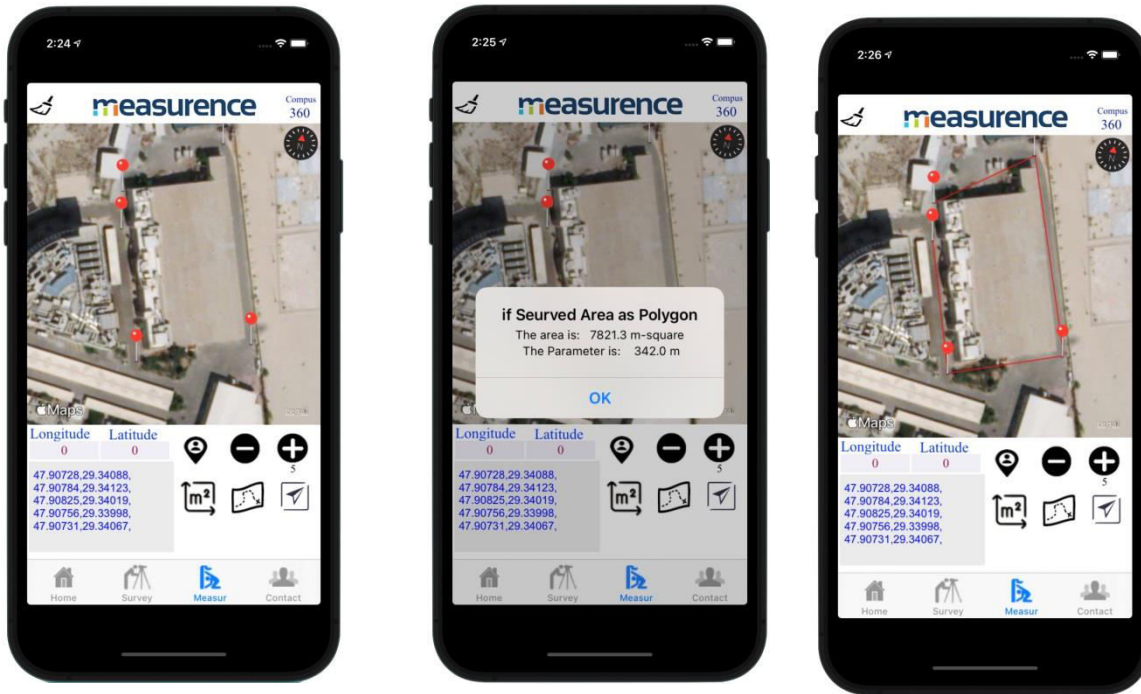 2:24
measurence
Compus
360
N
Maps
Longitude Latitude
0 0
5
47.90728,29.34088,
47.90784,29.34123,
47.90825,29.34019,
47.90756,29.33998,
47.90731,29.34067,
m²
Home Survey Measur Contact
2:25
measurence
Compus
360
N
if Seurved Area as Polygon
The area is: 7821.3 m-square
The Parameter is: 342.0 m
OK
Longitude Latitude
0 0
5
47.90728,29.34088,
47.90784,29.34123,
47.90825,29.34019,
47.90756,29.33998,
47.90731,29.34067,
m²
Home Survey Measur Contact
2:26
measurence
Compus
360
N
Maps
Longitude Latitude
0 0
5
47.90728,29.34088,
47.90784,29.34123,
47.90825,29.34019,
47.90756,29.33998,
47.90731,29.34067,
m²
Home Survey Measur Contact